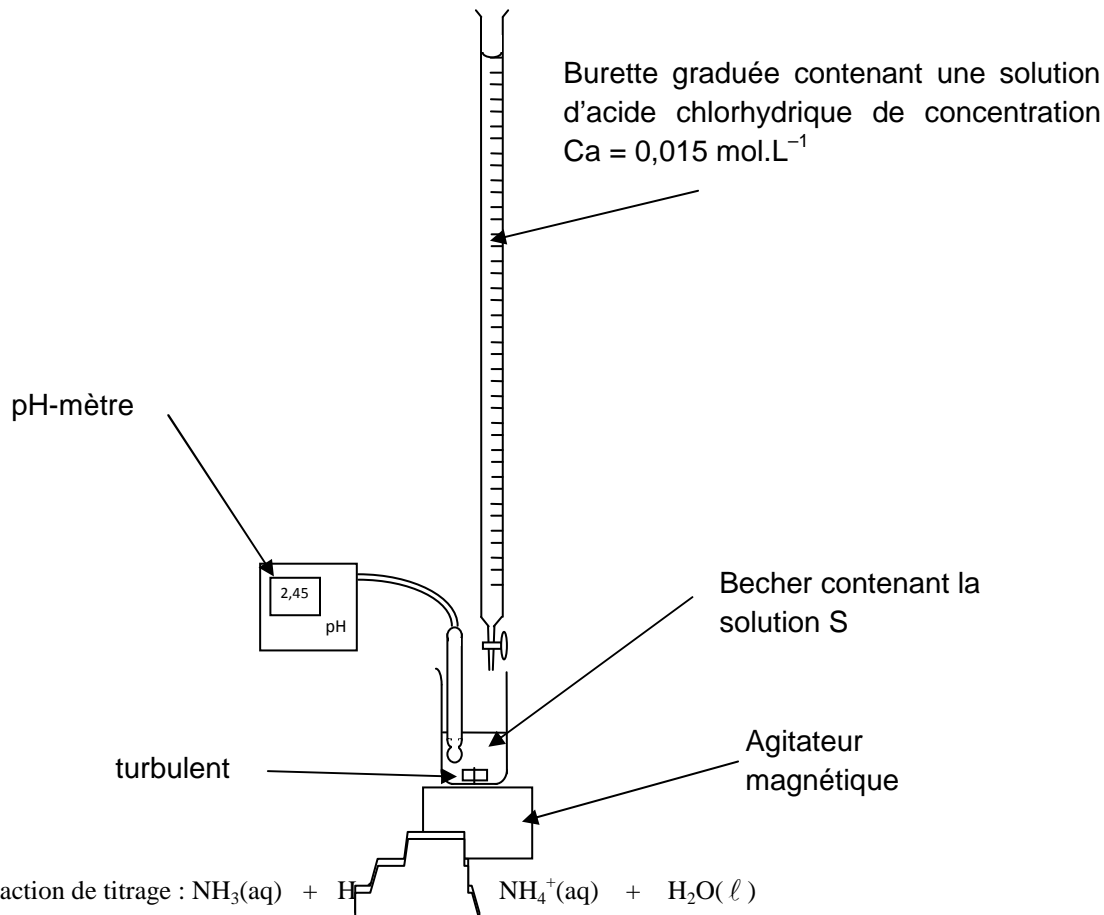 Burette graduée contenant une solution
d'acide chlorhydrique de concentration
Ca = 0,015 mol.L⁻¹
pH-mètre
2,45
pH
Becher contenant la
solution S
turbulent
Agitateur
magnétique
action de titrage : NH₃(aq) + H NH₄⁺(aq) + H₂O(ℓ)